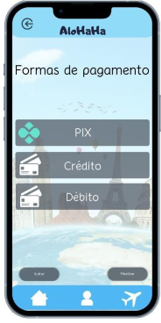 AloHaHa
Formas de pagamento
PIX
Crédito
Débito